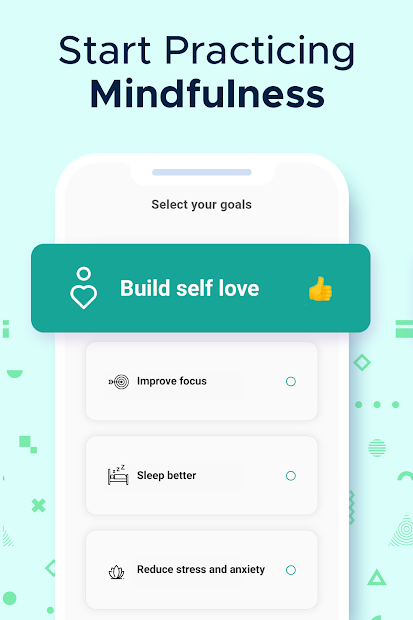 Start Practicing
Mindfulness
Select your goals
Build self love
Improve focus
z z Z
Sleep better
Reduce stress and anxiety